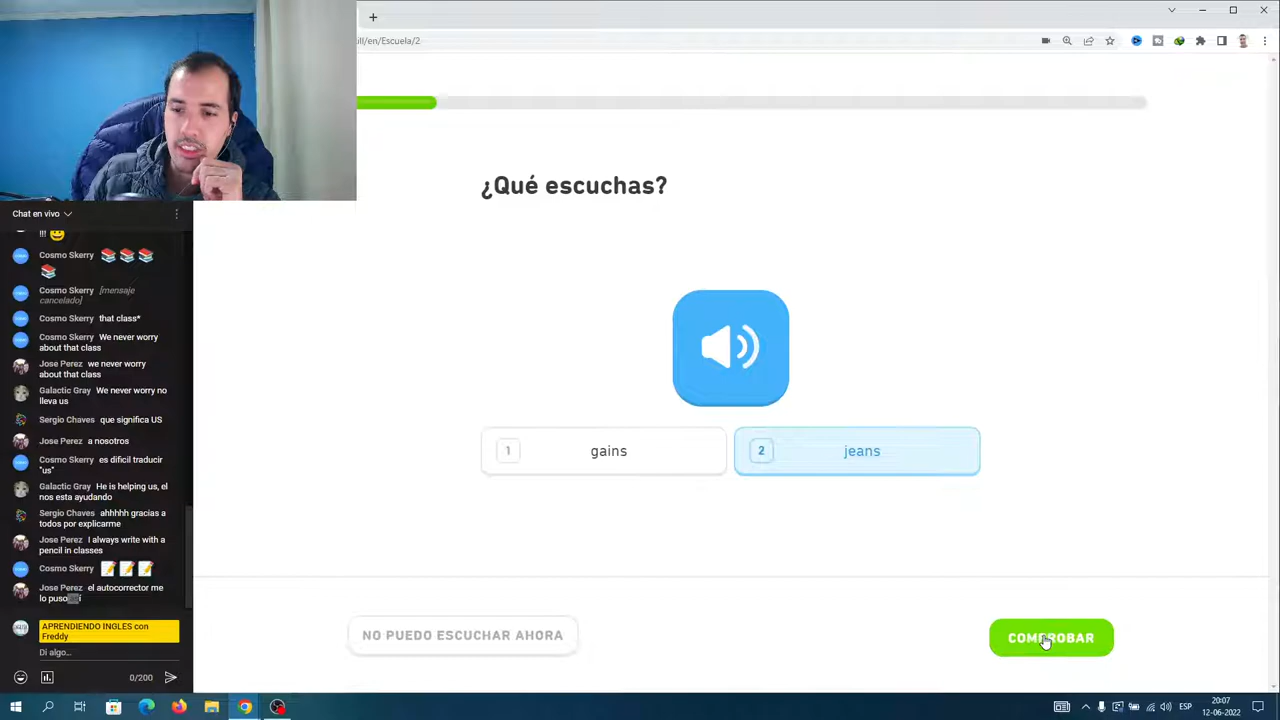 ill/en/Escuela/2
¿Qué escuchas?
1 gains
2 jeans
NO PUEDO ESCUCHAR AHORA
COMPROBAR
Chat en vivo
!!!
Cosmo Skerry
Cosmo Skerry [mensaje
cancelado]
Cosmo Skerry that class*
Cosmo Skerry We never worry
about that class
Jose Perez we never worry
about that class
Galactic Gray We never worry no
lleva us
Sergio Chaves que significa US
Jose Perez a nosotros
Cosmo Skerry es dificil traducir
"us"
Galactic Gray He is helping us, el
nos esta ayudando
Sergio Chaves ahhhhh gracias a
todos por explicarme
Jose Perez I always write with a
pencil in classes
Cosmo Skerry
Jose Perez el autocorrector me
lo puso
APRENDIENDO INGLES con
Freddy
Di algo...
0/200
ESP
20:07
12-06-2022